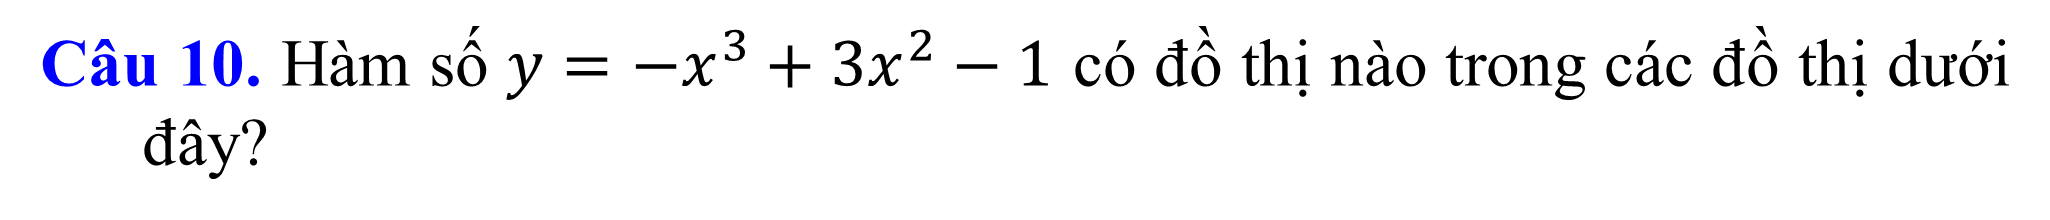 Câu 10. Hàm số y = −x³ + 3x² − 1 có đồ thị nào trong các đồ thị dưới
đây?